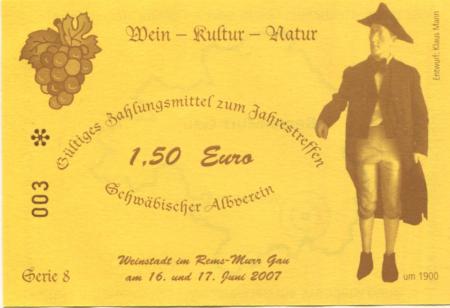 Wein – Kultur – Natur
Entwurf: Klaus Mann
Gültiges Zahlungsmittel zum Jahrestreffen
1,50 Euro
Schwäbischer Albverein
003 *
Weinstadt im Rems-Murr Gau
am 16. und 17. Juni 2007
Serie 8
um 1900